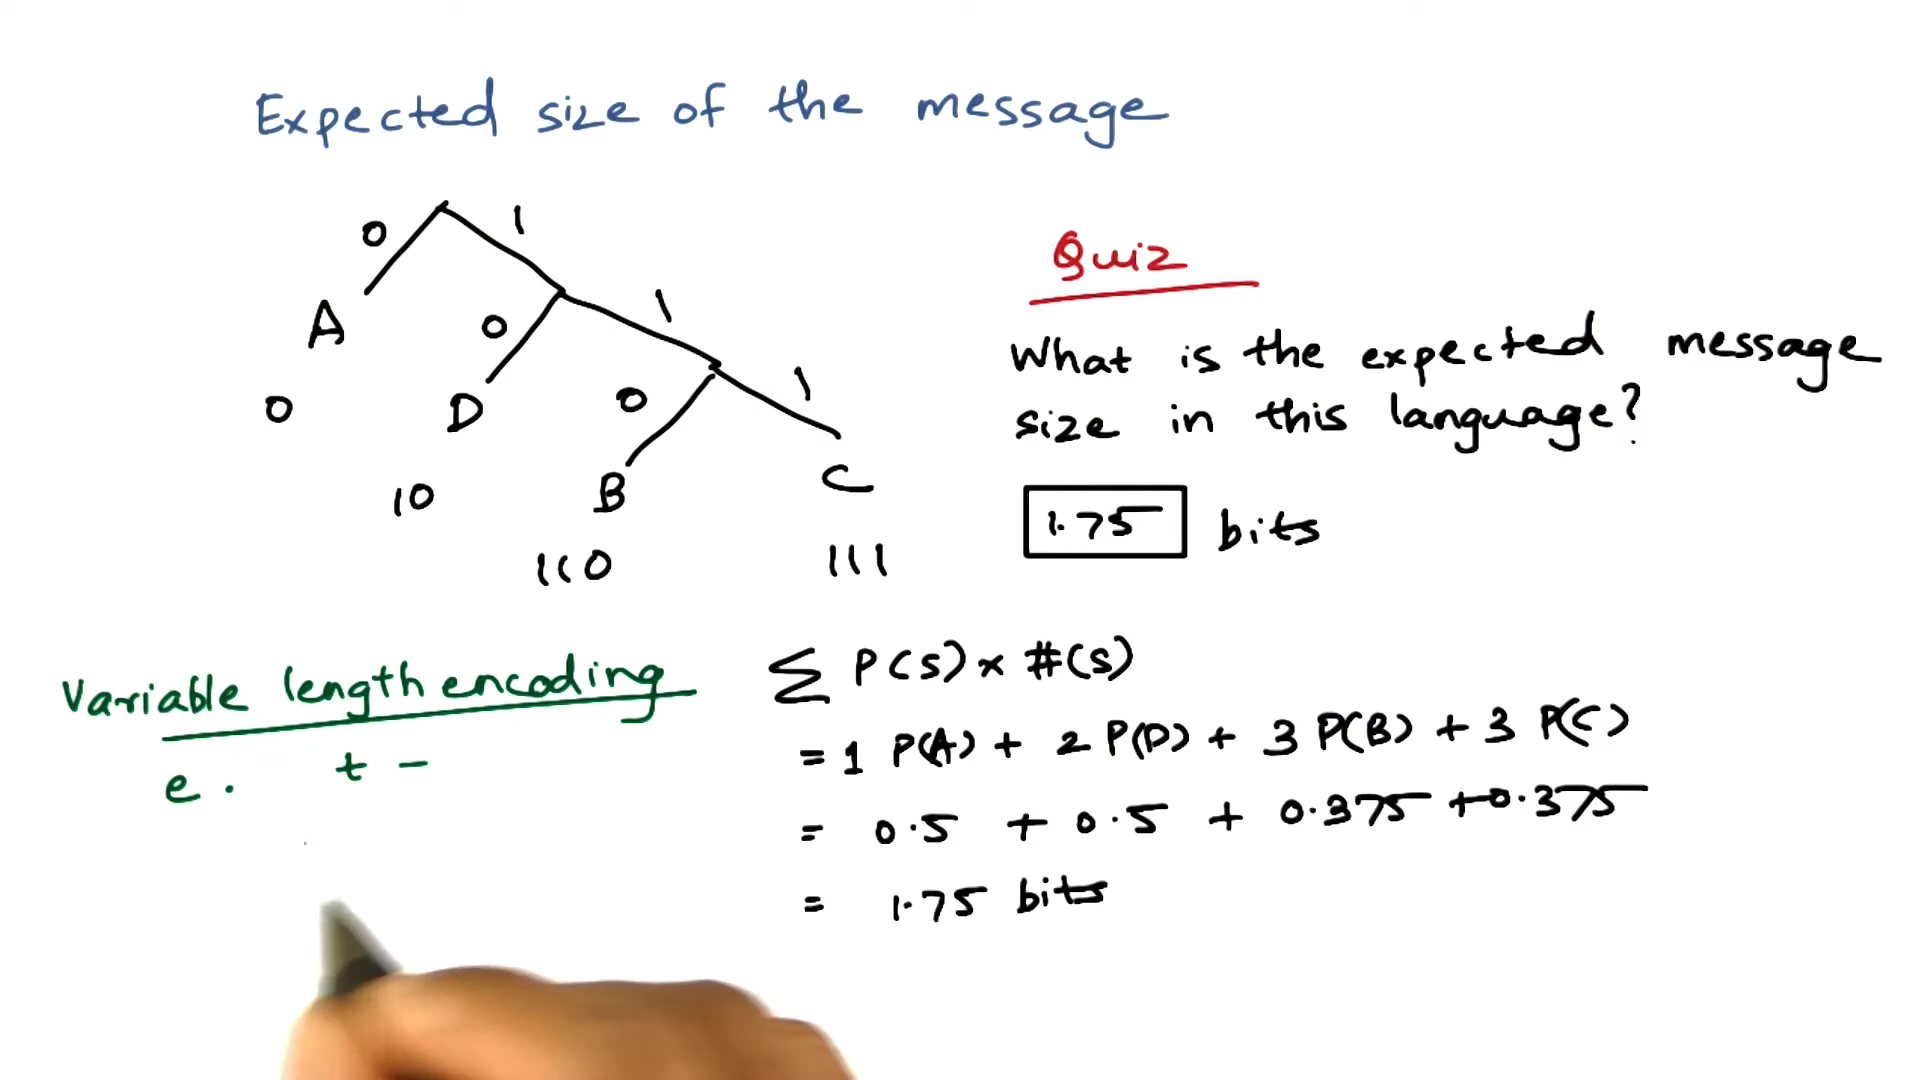 Expected size of the message
0 1
A 0 1
0 D 0 1
10 B C
110 111
Quiz
What is the expected message
size in this language?
1.75 bits
Variable length encoding
e . t -
∑ P(s) x #(s)
= 1 P(A) + 2 P(D) + 3 P(B) + 3 P(C)
= 0.5 + 0.5 + 0.375 + 0.375
= 1.75 bits